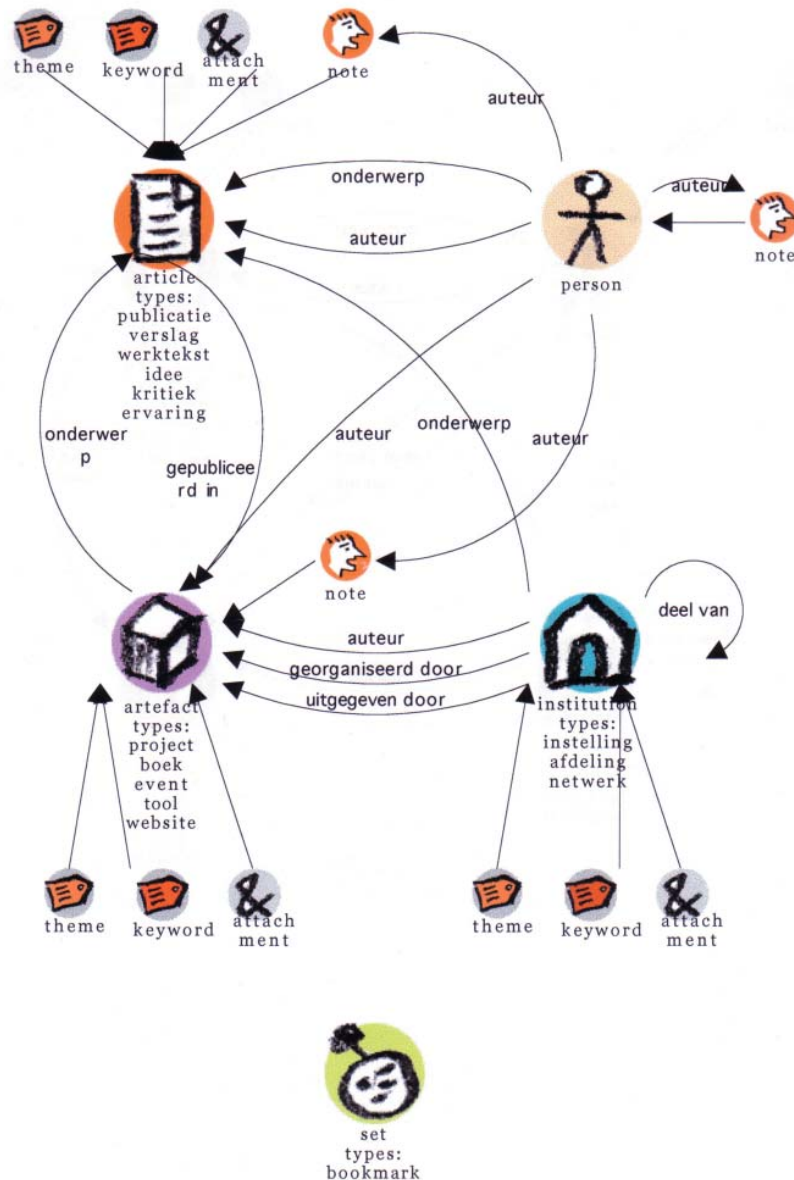 theme
keyword
attach
ment
note
auteur
onderwerp
auteur
auteur
note
article
types:
publicatie
verslag
werktekst
idee
kritiek
ervaring
person
onderwer
p
gepublicee
rd in
auteur
onderwerp
auteur
note
deel van
auteur
georganiseerd door
uitgegeven door
artefact
types:
project
boek
event
tool
website
institution
types:
instelling
afdeling
netwerk
theme
keyword
attach
ment
theme
keyword
attach
ment
set
types:
bookmark